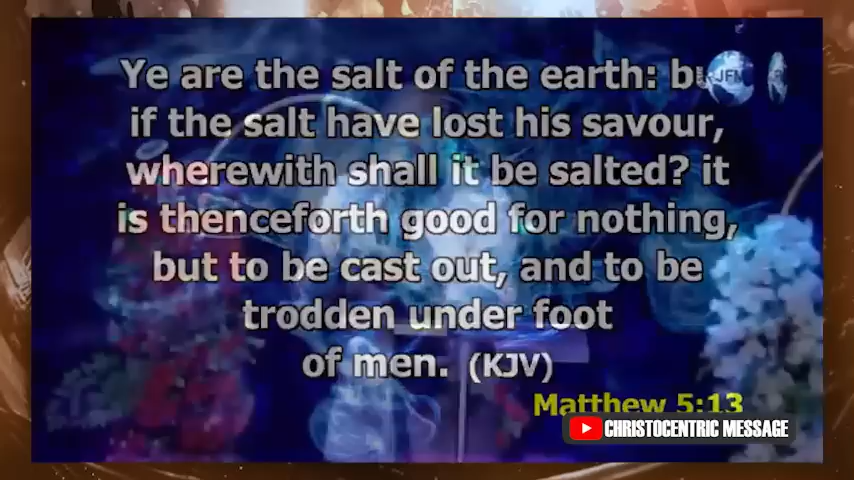 Ye are the salt of the earth:
JFM
if the salt have lost his savour,
wherewith shall it be salted? it
is thenceforth good for nothing,
but to be cast out, and to be
trodden under foot
of men. (KJV)
Matthew 5:13
CHRISTOCENTRIC MESSAGE